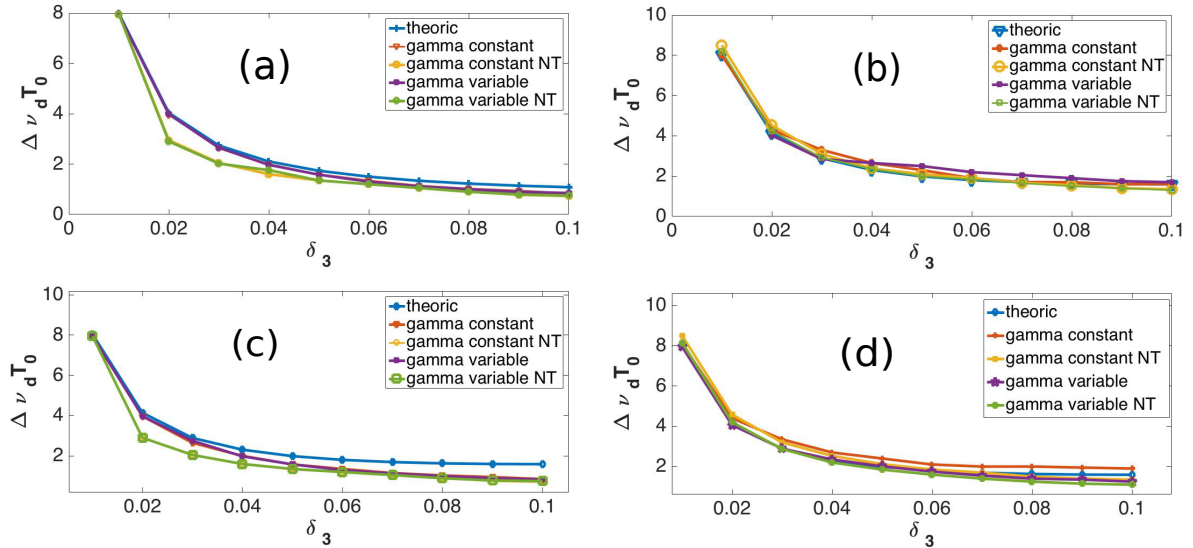 8
6
4
2
0
Δ ν d T 0
(a)
theoric
gamma constant
gamma constant NT
gamma variable
gamma variable NT
0 0.02 0.04 0.06 0.08 0.1
δ 3
10
8
6
4
2
0
Δ ν d T 0
(b)
theoric
gamma constant
gamma constant NT
gamma variable
gamma variable NT
0 0.02 0.04 0.06 0.08 0.1
δ 3
10
8
6
4
2
Δ ν d T 0
(c)
theoric
gamma constant
gamma constant NT
gamma variable
gamma variable NT
0.02 0.04 0.06 0.08 0.1
δ 3
10
8
6
4
2
Δ ν d T 0
(d)
theoric
gamma constant
gamma constant NT
gamma variable
gamma variable NT
0.02 0.04 0.06 0.08 0.1
δ 3